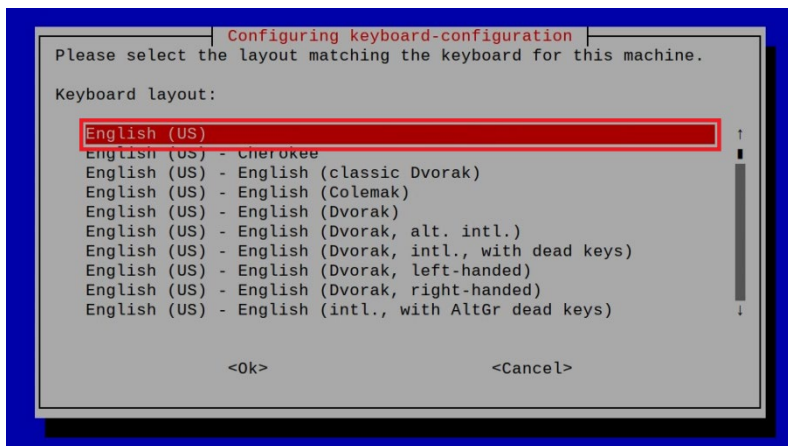 Configuring keyboard-configuration
Please select the layout matching the keyboard for this machine.
Keyboard layout:
English (US)
English (US) - Cherokee
English (US) - English (classic Dvorak)
English (US) - English (Colemak)
English (US) - English (Dvorak)
English (US) - English (Dvorak, alt. intl.)
English (US) - English (Dvorak, intl., with dead keys)
English (US) - English (Dvorak, left-handed)
English (US) - English (Dvorak, right-handed)
English (US) - English (intl., with AltGr dead keys)
<Ok> <Cancel>